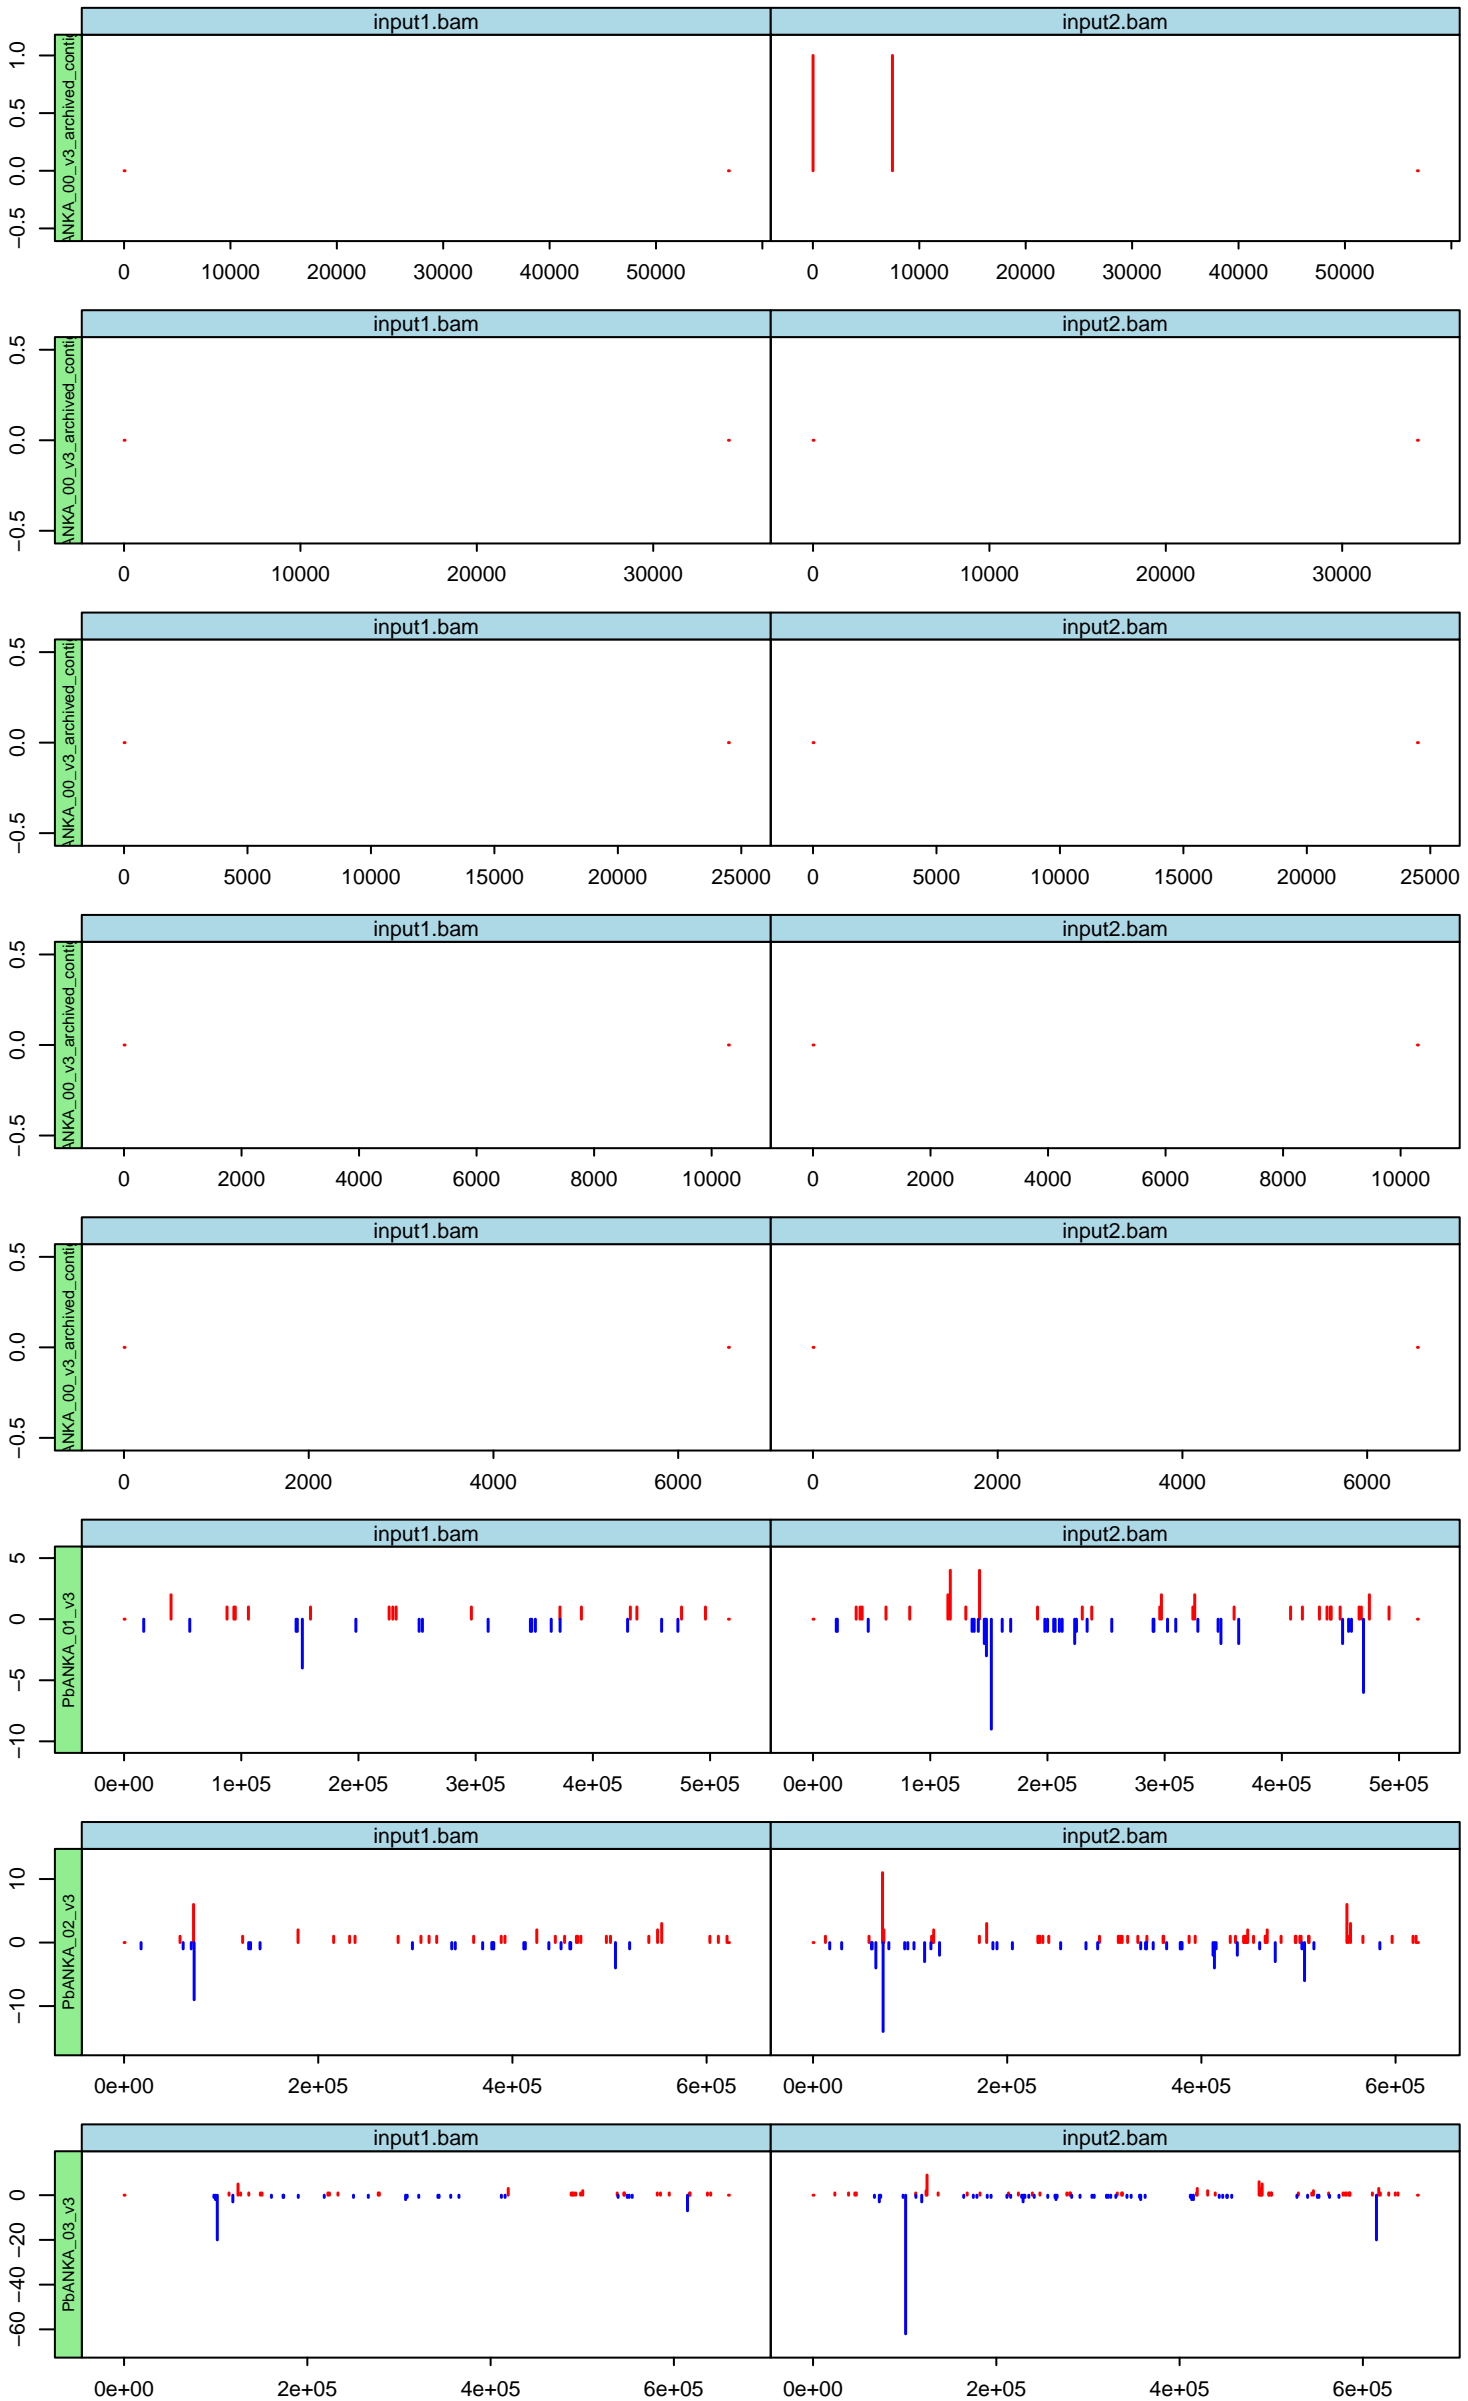 input1.bam input2.bam
ANKA_00_v3_archived_conti
1.0
0.5
0.0
−0.5
0 10000 20000 30000 40000 50000 0 10000 20000 30000 40000 50000
input1.bam input2.bam
ANKA_00_v3_archived_conti
0.5
0.0
−0.5
0 10000 20000 30000 0 10000 20000 30000
input1.bam input2.bam
ANKA_00_v3_archived_conti
0.5
0.0
−0.5
0 5000 10000 15000 20000 25000 0 5000 10000 15000 20000 25000
input1.bam input2.bam
ANKA_00_v3_archived_conti
0.5
0.0
−0.5
0 2000 4000 6000 8000 10000 0 2000 4000 6000 8000 10000
input1.bam input2.bam
ANKA_00_v3_archived_conti
0.5
0.0
−0.5
0 2000 4000 6000 0 2000 4000 6000
input1.bam input2.bam
PbANKA_01_v3
5
0
−5
−10
0e+00 1e+05 2e+05 3e+05 4e+05 5e+05 0e+00 1e+05 2e+05 3e+05 4e+05 5e+05
input1.bam input2.bam
PbANKA_02_v3
10
0
−10
0e+00 2e+05 4e+05 6e+05 0e+00 2e+05 4e+05 6e+05
input1.bam input2.bam
PbANKA_03_v3
0
−20
−40
−60
0e+00 2e+05 4e+05 6e+05 0e+00 2e+05 4e+05 6e+05